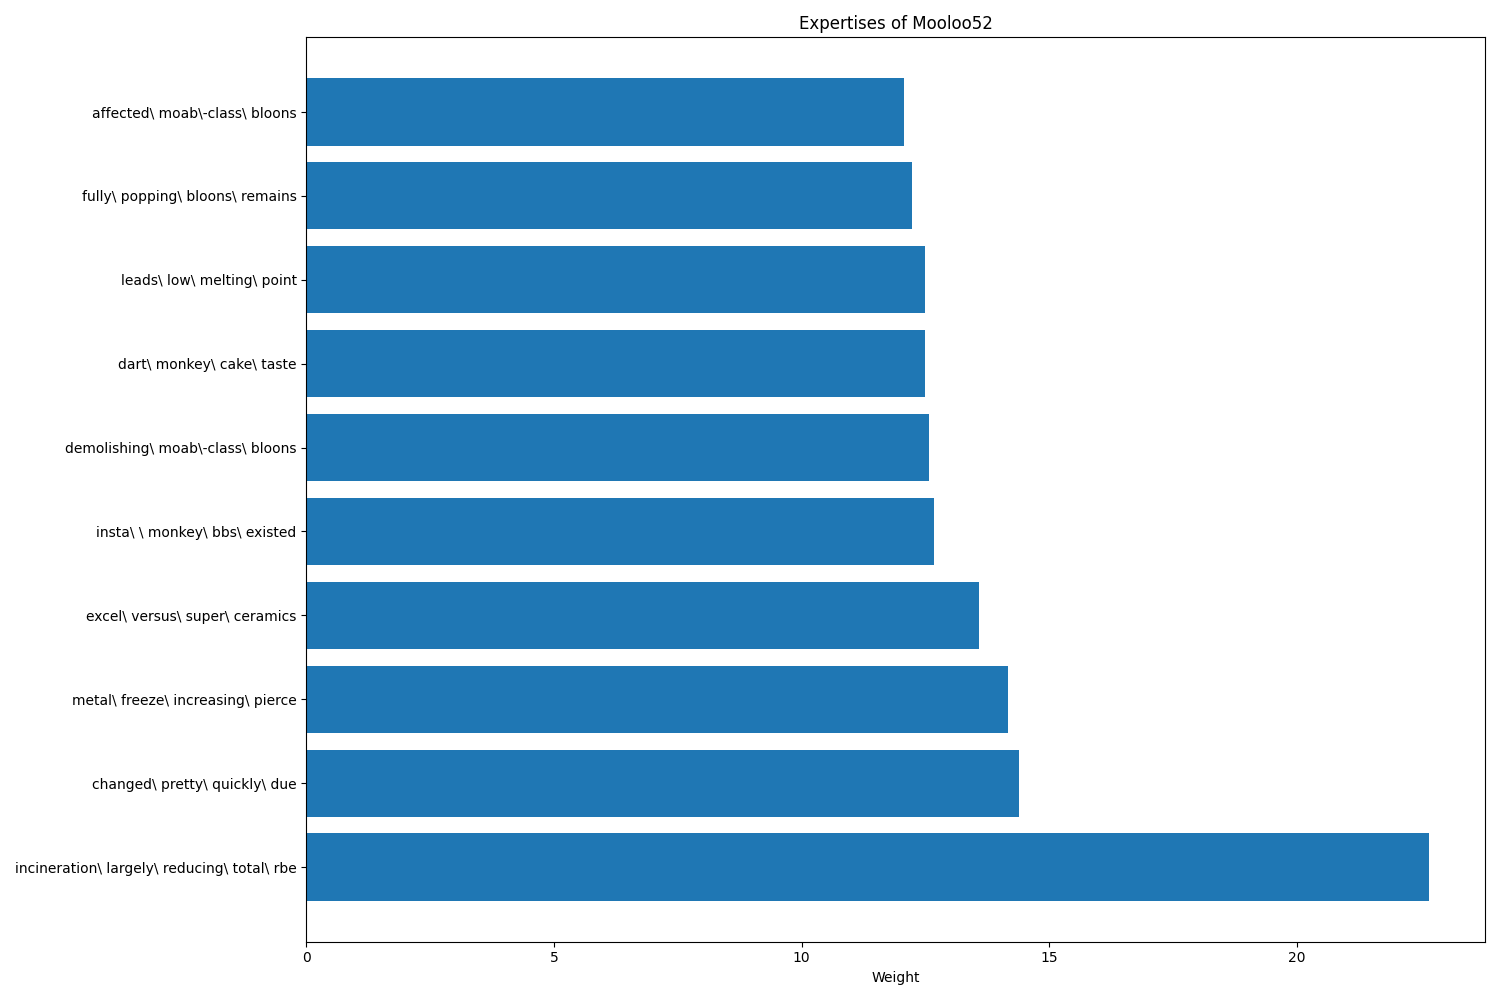 Expertises of Mooloo52
affected\ moab\-class\ bloons
fully\ popping\ bloons\ remains
leads\ low\ melting\ point
dart\ monkey\ cake\ taste
demolishing\ moab\-class\ bloons
insta\ \ monkey\ bbs\ existed
excel\ versus\ super\ ceramics
metal\ freeze\ increasing\ pierce
changed\ pretty\ quickly\ due
incineration\ largely\ reducing\ total\ rbe
0 5 10 15 20
Weight